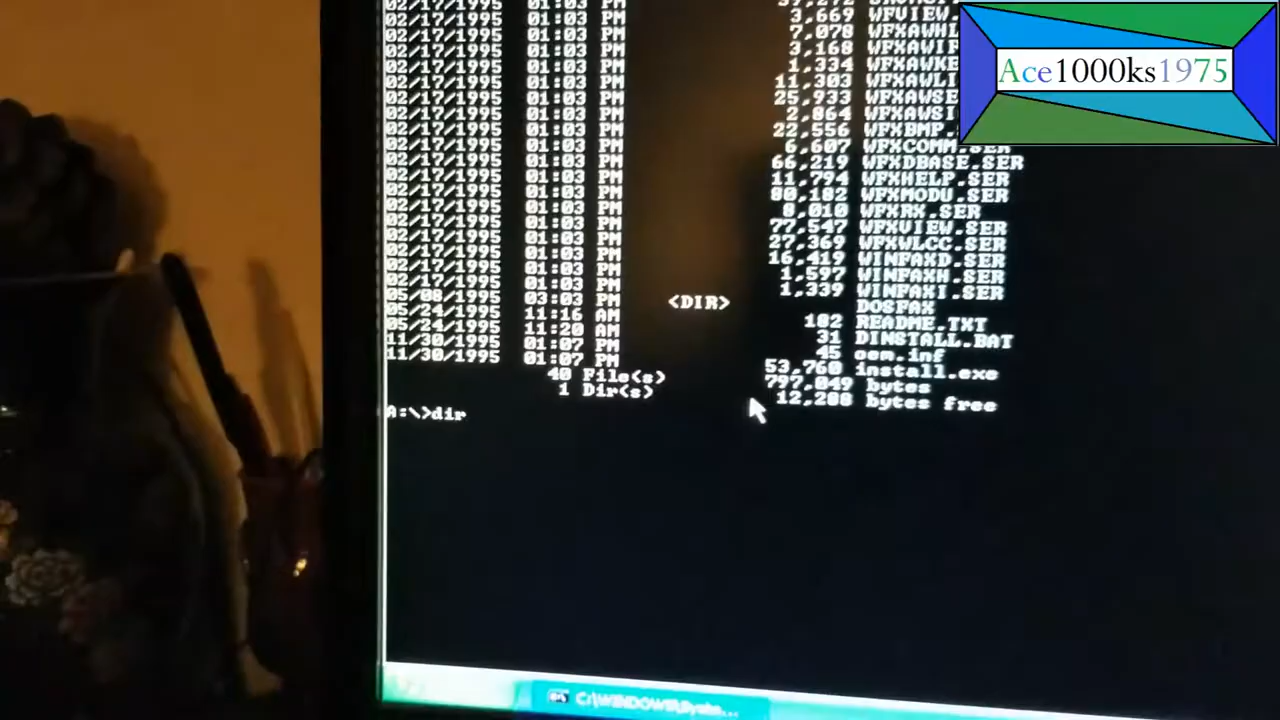 02/17/1995 01:03 PM
02/17/1995 01:03 PM 3,669 WFVIEW.
02/17/1995 01:03 PM 7,078 WFXAWHL
02/17/1995 01:03 PM 3,168 WFXAWIF
02/17/1995 01:03 PM 1,334 WFXAWKE
02/17/1995 01:03 PM 11,303 WFXAWLI
02/17/1995 01:03 PM 25,933 WFXAWSE
02/17/1995 01:03 PM 2,864 WFXAWSI
02/17/1995 01:03 PM 22,556 WFXBMP.
02/17/1995 01:03 PM 6,607 WFXCOMM.SER
02/17/1995 01:03 PM 66,219 WFXDBASE.SER
02/17/1995 01:03 PM 11,794 WFXHELP.SER
02/17/1995 01:03 PM 80,182 WFXMODU.SER
02/17/1995 01:03 PM 8,010 WFXRX.SER
02/17/1995 01:03 PM 77,547 WFXVIEW.SER
02/17/1995 01:03 PM 27,369 WFXWLCC.SER
02/17/1995 01:03 PM 16,419 WINFAXD.SER
02/17/1995 01:03 PM 1,597 WINFAXH.SER
02/17/1995 01:03 PM 1,339 WINFAXI.SER
05/08/1995 03:03 PM <DIR> DOSFAX
05/24/1995 11:16 AM 182 README.TXT
05/24/1995 11:20 AM 31 DINSTALL.BAT
11/30/1995 01:07 PM 45 oem.inf
11/30/1995 01:07 PM 53,760 install.exe
40 File(s) 797,049 bytes
1 Dir(s) 12,288 bytes free
A:\>dir
C:\WINDOWS\Syste...
Ace1000ks1975